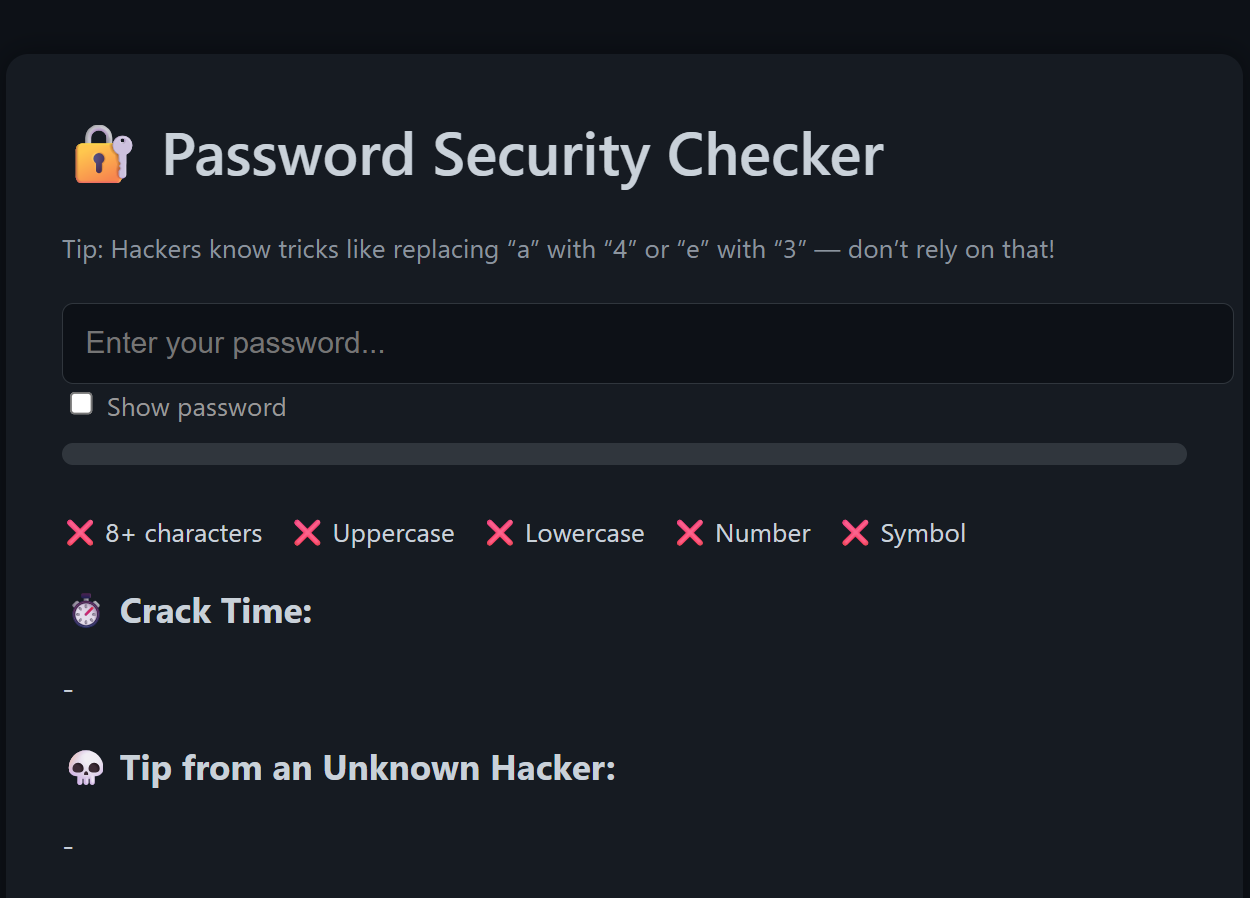 Password Security Checker
Tip: Hackers know tricks like replacing “a” with “4” or “e” with “3” — don’t rely on that!
Enter your password...
Show password
❌ 8+ characters ❌ Uppercase ❌ Lowercase ❌ Number ❌ Symbol
Crack Time:
-
Tip from an Unknown Hacker:
-